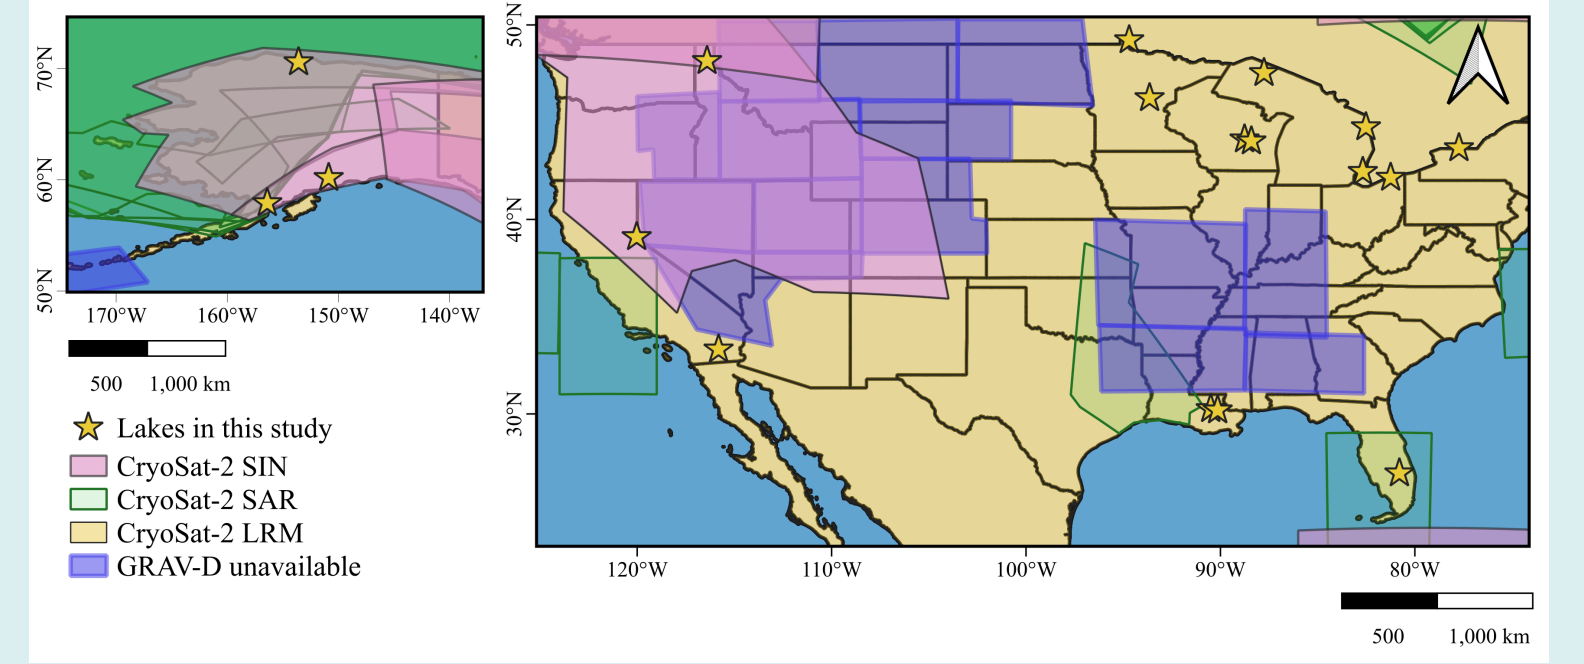 70°N
60°N
50°N
170°W 160°W 150°W 140°W
500 1,000 km
Lakes in this study
CryoSat-2 SIN
CryoSat-2 SAR
CryoSat-2 LRM
GRAV-D unavailable
50°N
40°N
30°N
120°W 110°W 100°W 90°W 80°W
500 1,000 km